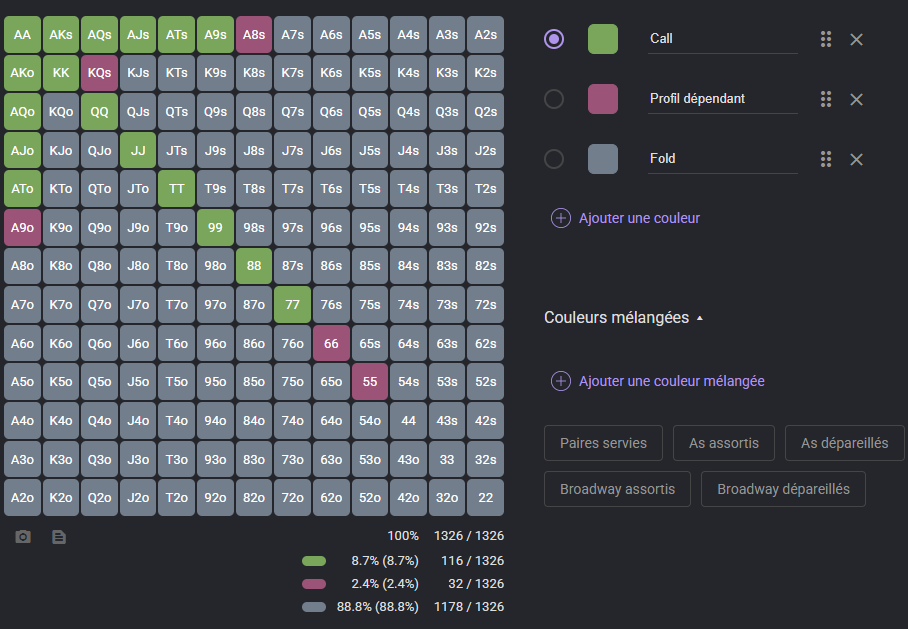 AA AKs AQs AJs ATs A9s A8s A7s A6s A5s A4s A3s A2s
AKo KK KQs KJs KTs K9s K8s K7s K6s K5s K4s K3s K2s
AQo KQo QQ QJs QTs Q9s Q8s Q7s Q6s Q5s Q4s Q3s Q2s
AJo KJo QJo JJ JTs J9s J8s J7s J6s J5s J4s J3s J2s
ATo KTo QTo JTo TT T9s T8s T7s T6s T5s T4s T3s T2s
A9o K9o Q9o J9o T9o 99 98s 97s 96s 95s 94s 93s 92s
A8o K8o Q8o J8o T8o 98o 88 87s 86s 85s 84s 83s 82s
A7o K7o Q7o J7o T7o 97o 87o 77 76s 75s 74s 73s 72s
A6o K6o Q6o J6o T6o 96o 86o 76o 66 65s 64s 63s 62s
A5o K5o Q5o J5o T5o 95o 85o 75o 65o 55 54s 53s 52s
A4o K4o Q4o J4o T4o 94o 84o 74o 64o 54o 44 43s 42s
A3o K3o Q3o J3o T3o 93o 83o 73o 63o 53o 43o 33 32s
A2o K2o Q2o J2o T2o 92o 82o 72o 62o 52o 42o 32o 22
100% 1326 / 1326
8.7% (8.7%) 116 / 1326
2.4% (2.4%) 32 / 1326
88.8% (88.8%) 1178 / 1326
Call
Profil dépendant
Fold
Ajouter une couleur
Couleurs mélangées
Ajouter une couleur mélangée
Paires servies As assortis As dépareillés
Broadway assortis Broadway dépareillés